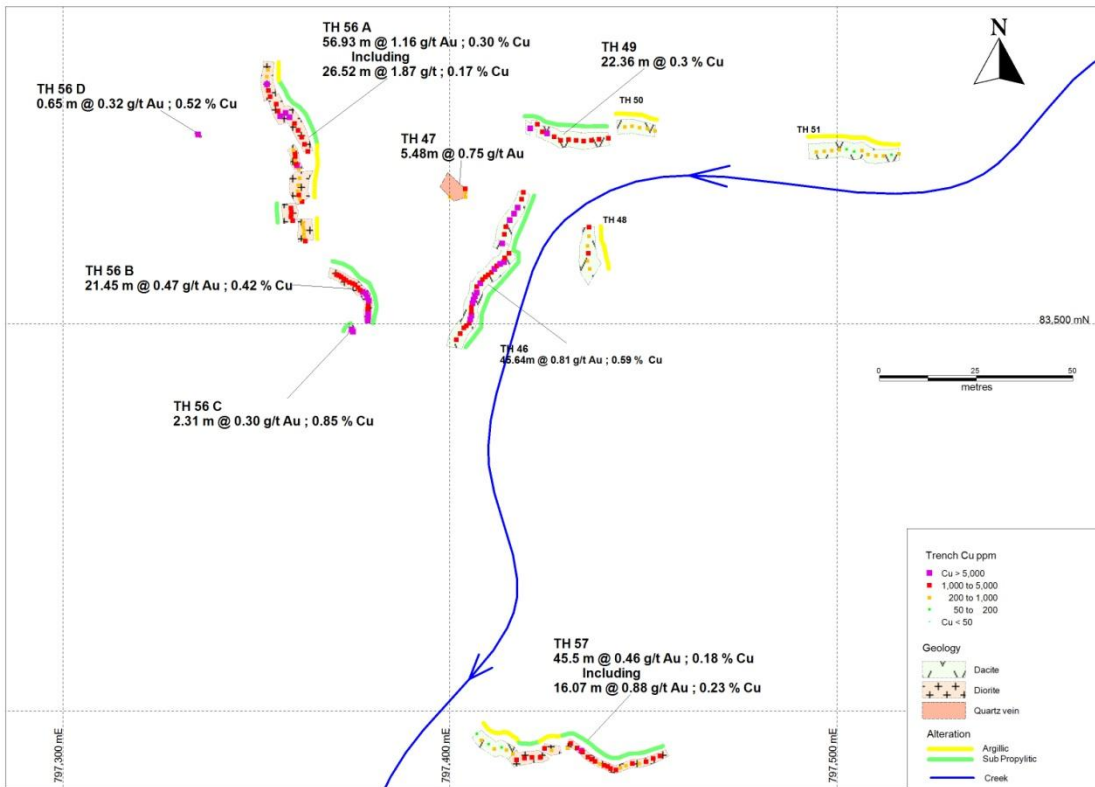 TH 56 A
56.93 m @ 1.16 g/t Au ; 0.30 % Cu
Including
26.52 m @ 1.87 g/t ; 0.17 % Cu
TH 49
22.36 m @ 0.3 % Cu
N
TH 56 D
0.65 m @ 0.32 g/t Au ; 0.52 % Cu
TH 50
TH 51
TH 47
5.48m @ 0.75 g/t Au
TH 48
TH 56 B
21.45 m @ 0.47 g/t Au ; 0.42 % Cu
83,500 mN
TH 46
45.64m @ 0.81 g/t Au ; 0.59 % Cu
0 25 50
metres
TH 56 C
2.31 m @ 0.30 g/t Au ; 0.85 % Cu
TH 57
45.5 m @ 0.46 g/t Au ; 0.18 % Cu
Including
16.07 m @ 0.88 g/t Au ; 0.23 % Cu
797,300 mE
797,400 mE
797,500 mE
Trench Cu ppm
Cu > 5,000
1,000 to 5,000
200 to 1,000
50 to 200
Cu < 50
Geology
Dacite
Diorite
Quartz vein
Alteration
Argillic
Sub Propylitic
Creek